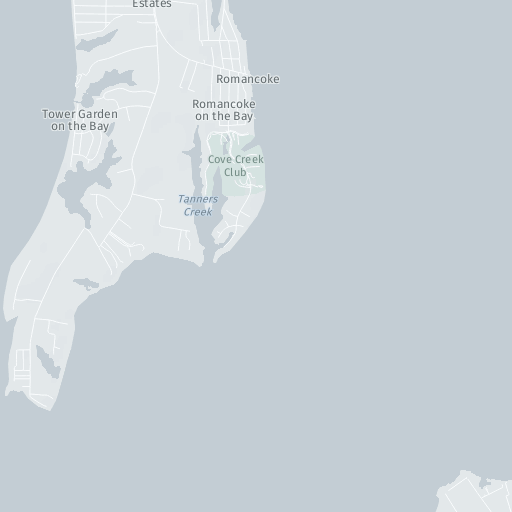 Estates
Romancoke
Romancoke
on the Bay
Tower Garden
on the Bay
Cove Creek
Club
Tanners
Creek